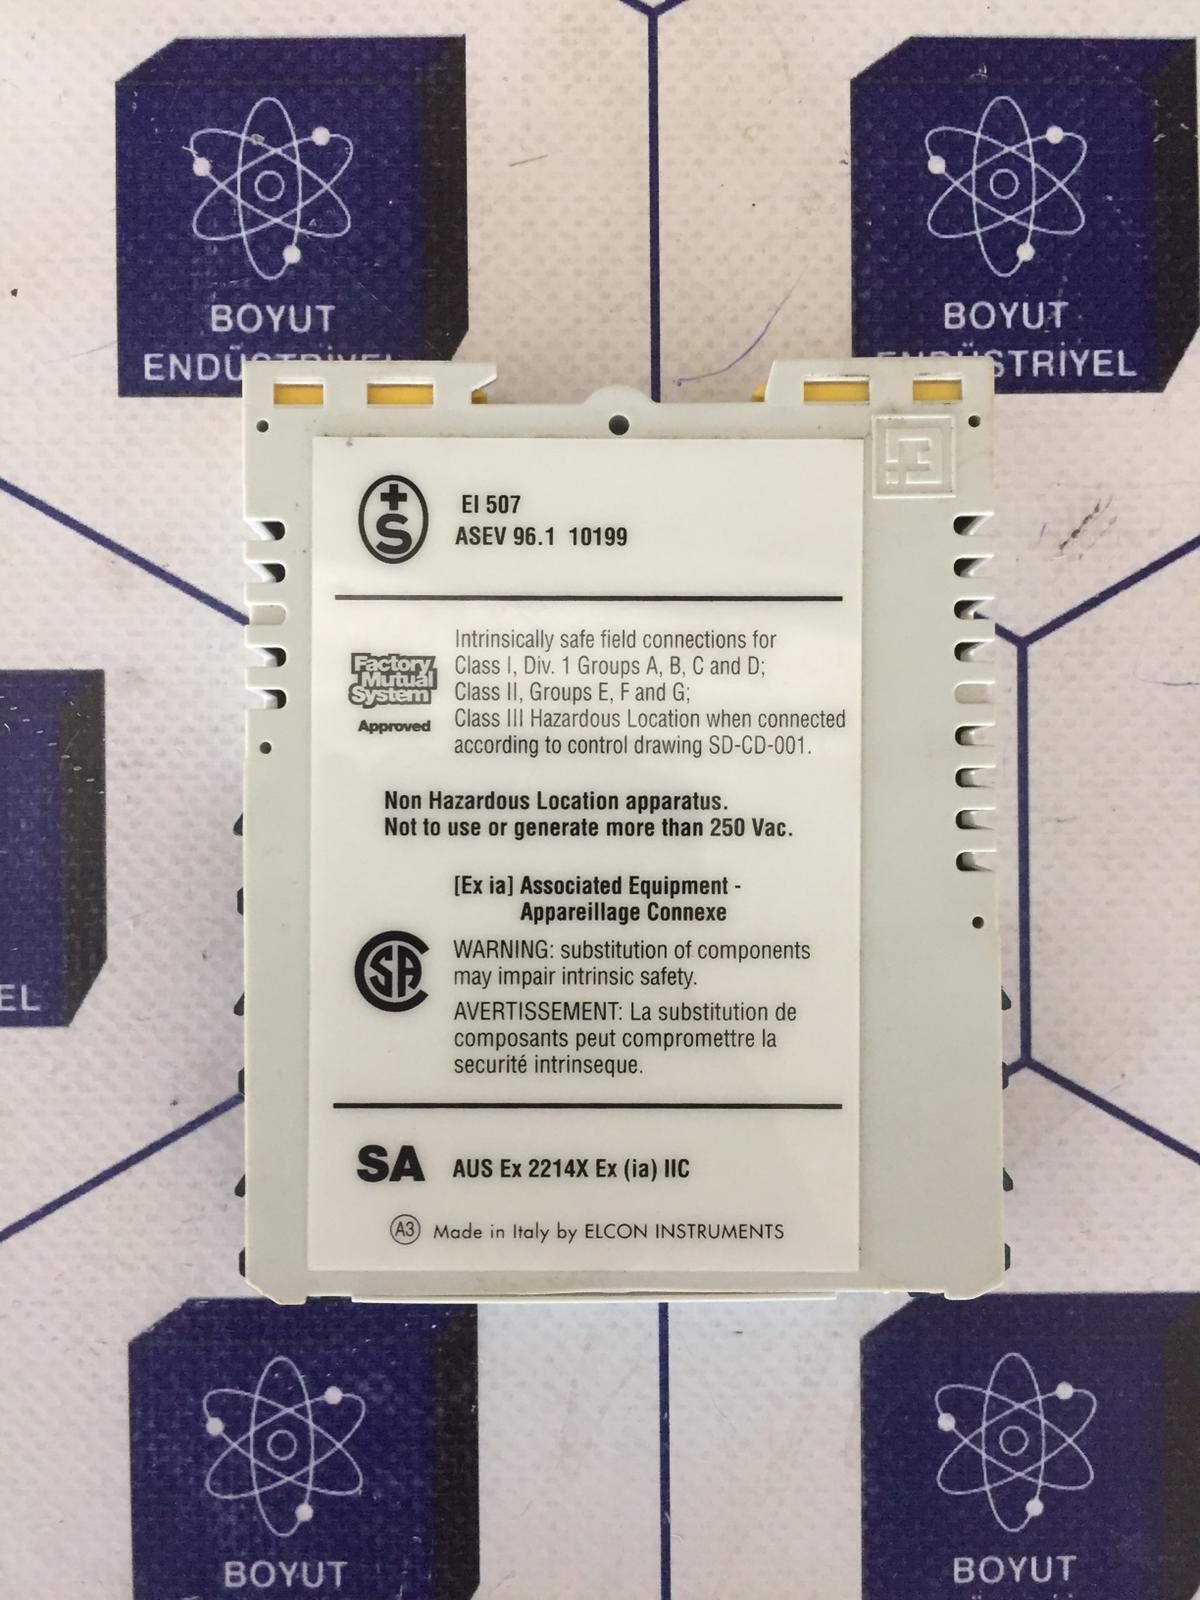 BOYUT
BOYUT
STRİYEL
EL
EI 507
ASEV 96.1 10199
Factory
Mutual
System
Approved
Intrinsically safe field connections for
Class I, Div. 1 Groups A, B, C and D;
Class II, Groups E, F and G;
Class III Hazardous Location when connected
according to control drawing SD-CD-001.
Non Hazardous Location apparatus.
Not to use or generate more than 250 Vac.
[Ex ia] Associated Equipment -
Appareillage Connexe
WARNING: substitution of components
may impair intrinsic safety.
AVERTISSEMENT: La substitution de
composants peut compromettre la
securité intrinseque.
SA
AUS Ex 2214X Ex (ia) IIC
A3 Made in Italy by ELCON INSTRUMENTS
BOYUT
BOYUT